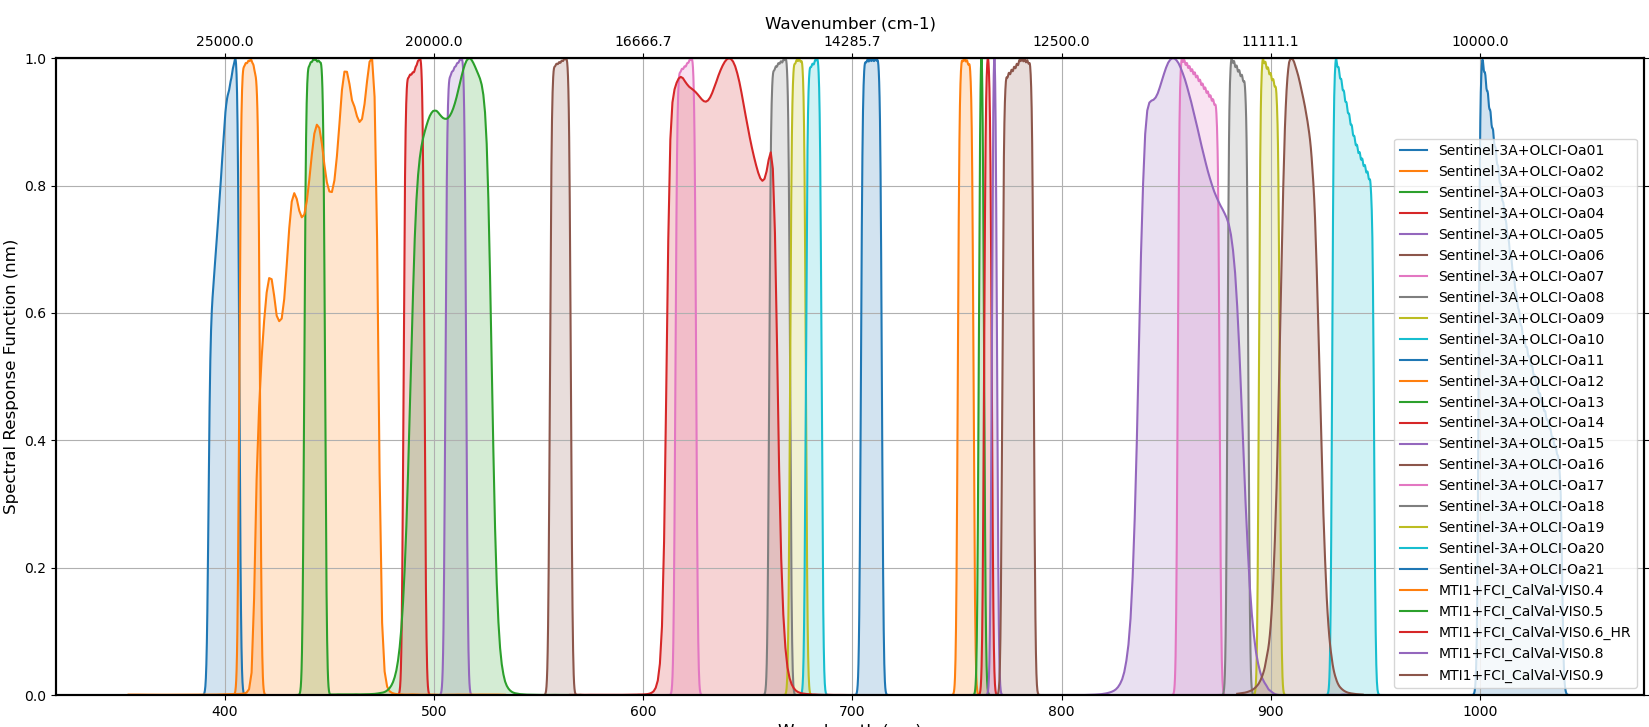 Wavenumber (cm-1)
25000.0 20000.0 16666.7 14285.7 12500.0 11111.1 10000.0
1.0
0.8
0.6
0.4
0.2
0.0
Spectral Response Function (nm)
Sentinel-3A+OLCI-Oa01
Sentinel-3A+OLCI-Oa02
Sentinel-3A+OLCI-Oa03
Sentinel-3A+OLCI-Oa04
Sentinel-3A+OLCI-Oa05
Sentinel-3A+OLCI-Oa06
Sentinel-3A+OLCI-Oa07
Sentinel-3A+OLCI-Oa08
Sentinel-3A+OLCI-Oa09
Sentinel-3A+OLCI-Oa10
Sentinel-3A+OLCI-Oa11
Sentinel-3A+OLCI-Oa12
Sentinel-3A+OLCI-Oa13
Sentinel-3A+OLCI-Oa14
Sentinel-3A+OLCI-Oa15
Sentinel-3A+OLCI-Oa16
Sentinel-3A+OLCI-Oa17
Sentinel-3A+OLCI-Oa18
Sentinel-3A+OLCI-Oa19
Sentinel-3A+OLCI-Oa20
Sentinel-3A+OLCI-Oa21
MTI1+FCI_CalVal-VIS0.4
MTI1+FCI_CalVal-VIS0.5
MTI1+FCI_CalVal-VIS0.6_HR
MTI1+FCI_CalVal-VIS0.8
MTI1+FCI_CalVal-VIS0.9
400 500 600 700 800 900 1000